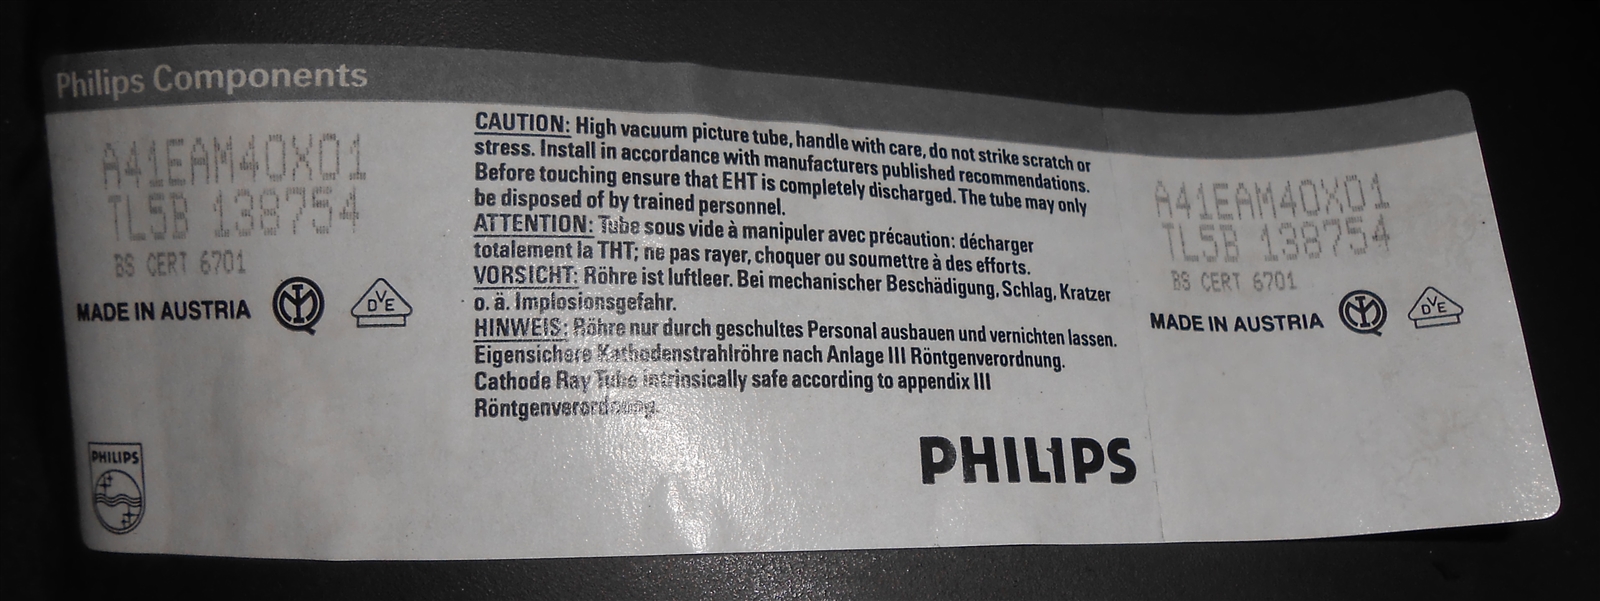 Philips Components
A41EAM40X01
TL5B 138754
BS CERT 6701
MADE IN AUSTRIA
DVE
PHILIPS
CAUTION: High vacuum picture tube, handle with care, do not strike scratch or
stress. Install in accordance with manufacturers published recommendations.
Before touching ensure that EHT is completely discharged. The tube may only
be disposed of by trained personnel.
ATTENTION: Tube sous vide à manipuler avec précaution: décharger
totalement la THT; ne pas rayer, choquer ou soumettre à des efforts.
VORSICHT: Röhre ist luftleer. Bei mechanischer Beschädigung, Schlag, Kratzer
o. ä. Implosionsgefahr.
HINWEIS: Röhre nur durch geschultes Personal ausbauen und vernichten lassen.
Eigensichere Kathodenstrahlröhre nach Anlage III Röntgenverordnung.
Cathode Ray Tube intrinsically safe according to appendix III
Röntgenverordnung.
PHILIPS
A41EAM40X01
TL5B 138754
BS CERT 6701
MADE IN AUSTRIA
DVE